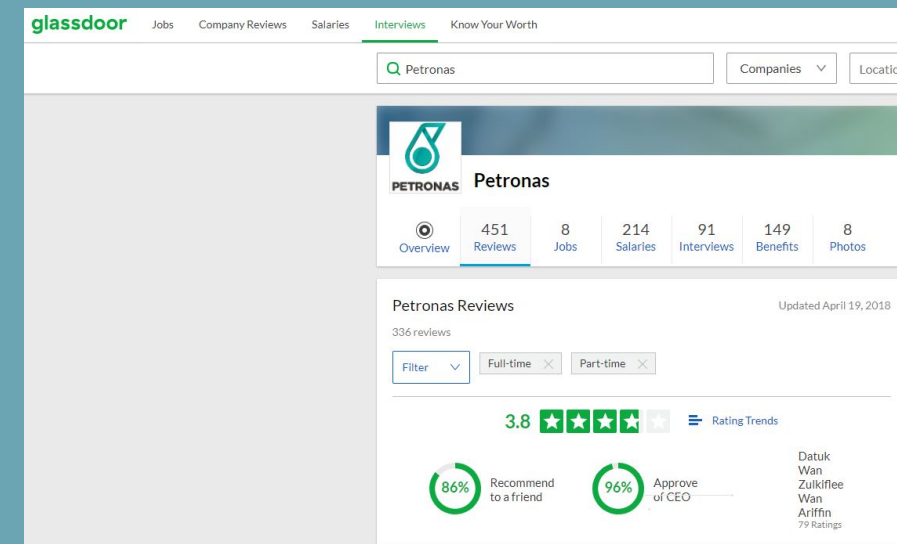 glassdoor Jobs Company Reviews Salaries Interviews Know Your Worth
Petronas Companies
PETRONAS
Petronas
451 8 214 91 149 8
Overview Reviews Jobs Salaries Interviews Benefits Photos
Petronas Reviews Updated April 19, 2018
336 reviews
Filter Full-time Part-time
3.8 Rating Trends
86% Recommend to a friend
96% Approve of CEO
Datuk
Wan
Zulkiflee
Wan
Ariffin
79 Ratings